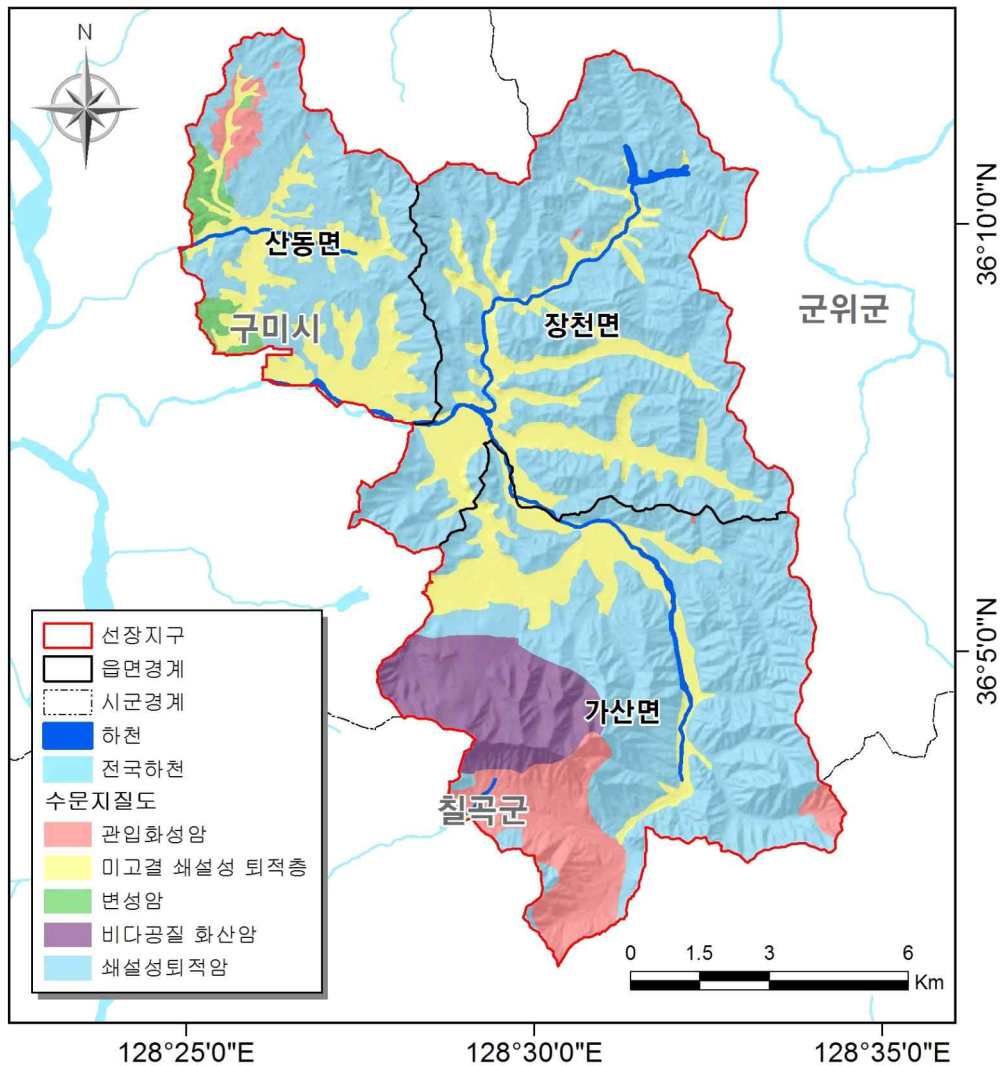 N
산동면
구미시
장천면
군위군
가산면
칠곡군
36°10'0"N
36°5'0"N
선장지구
읍면경계
시군경계
하천
전국하천
수문지질도
관입화성암
미고결 쇄설성 퇴적층
변성암
비다공질 화산암
쇄설성퇴적암
0 1.5 3 6
Km
128°25'0"E 128°30'0"E 128°35'0"E